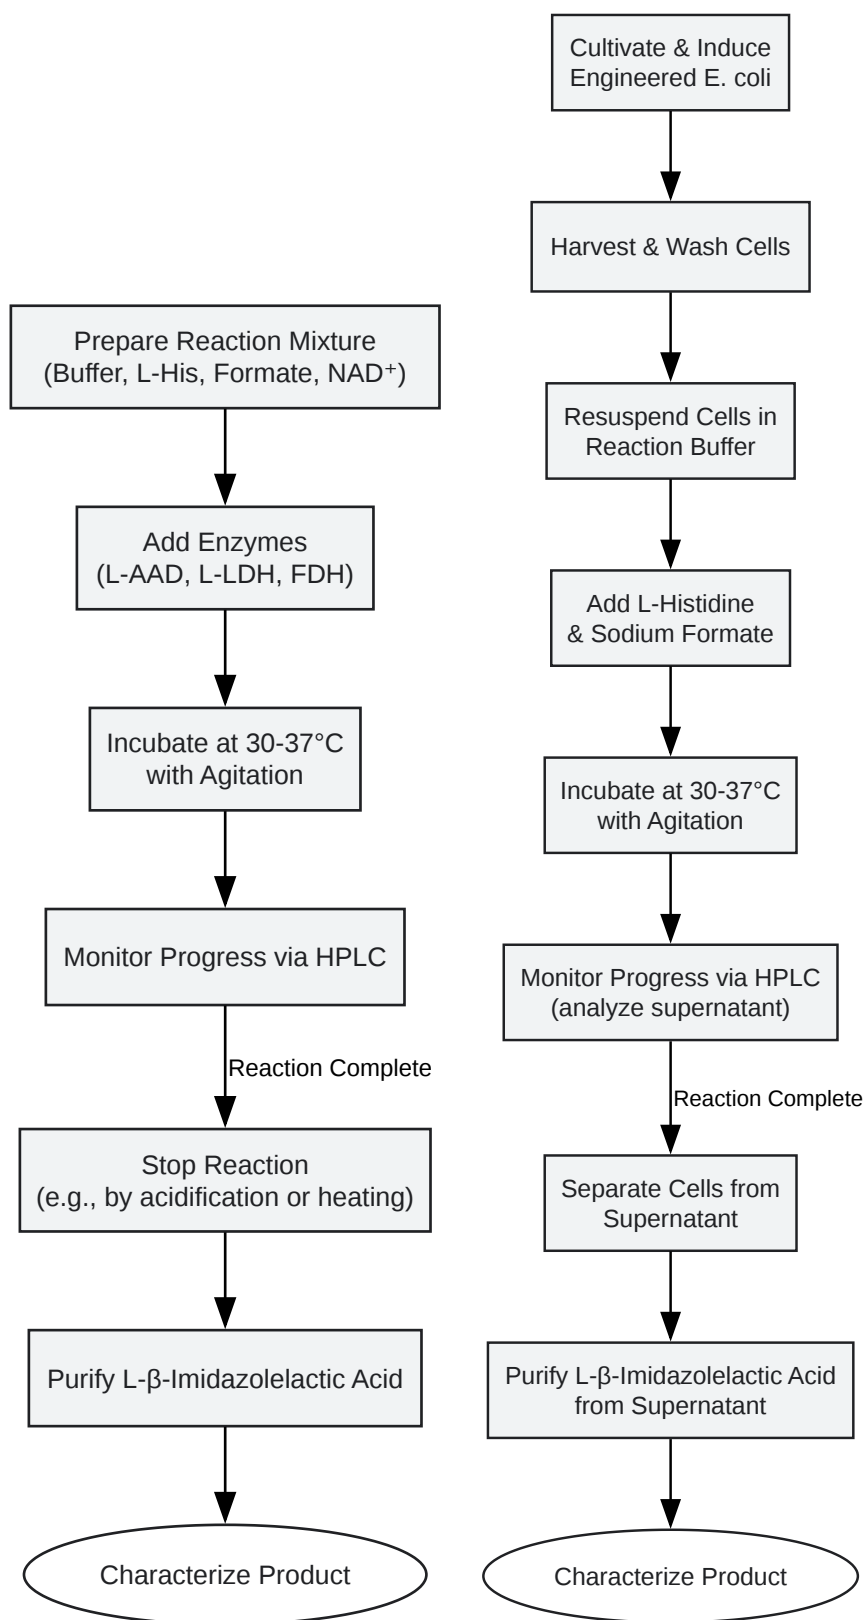 Prepare Reaction Mixture
(Buffer, L-His, Formate, NAD⁺)
Add Enzymes
(L-AAD, L-LDH, FDH)
Incubate at 30-37°C
with Agitation
Monitor Progress via HPLC
Reaction Complete
Stop Reaction
(e.g., by acidification or heating)
Purify L-β-Imidazolelactic Acid
Characterize Product
Cultivate & Induce
Engineered E. coli
Harvest & Wash Cells
Resuspend Cells in
Reaction Buffer
Add L-Histidine
& Sodium Formate
Incubate at 30-37°C
with Agitation
Monitor Progress via HPLC
(analyze supernatant)
Reaction Complete
Separate Cells from
Supernatant
Purify L-β-Imidazolelactic Acid
from Supernatant
Characterize Product